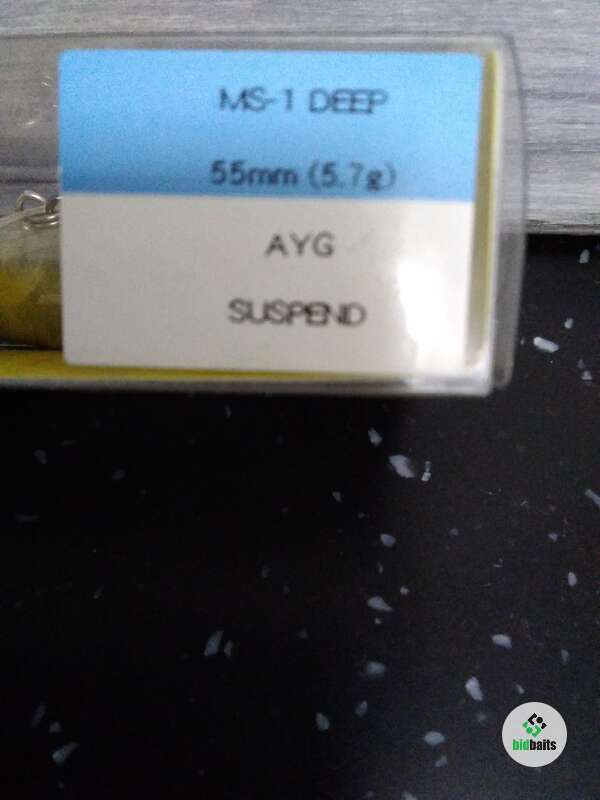 MS-1 DEEP
55mm (5.7g)
AYG
SUSPEND
bidbaits